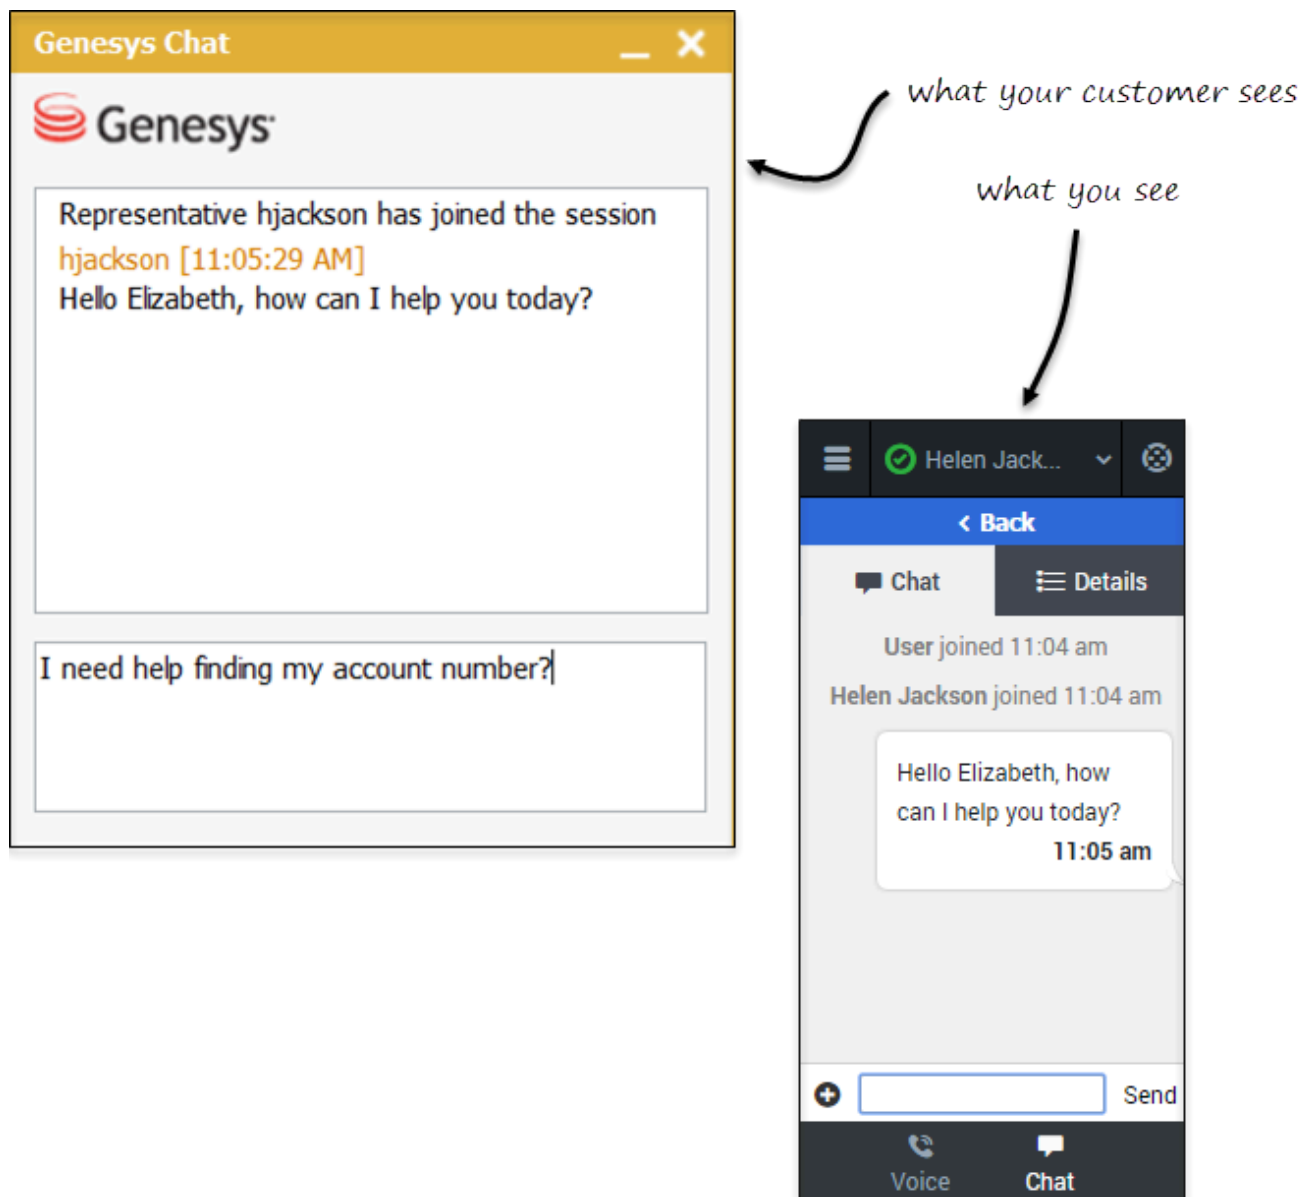 Genesys Chat
Genesys
Representative hjackson has joined the session
hjackson [11:05:29 AM]
Hello Elizabeth, how can I help you today?
I need help finding my account number?
what your customer sees
what you see
Helen Jack...
Back
Chat
Details
User joined 11:04 am
Helen Jackson joined 11:04 am
Hello Elizabeth, how
can I help you today?
11:05 am
Send
Voice
Chat